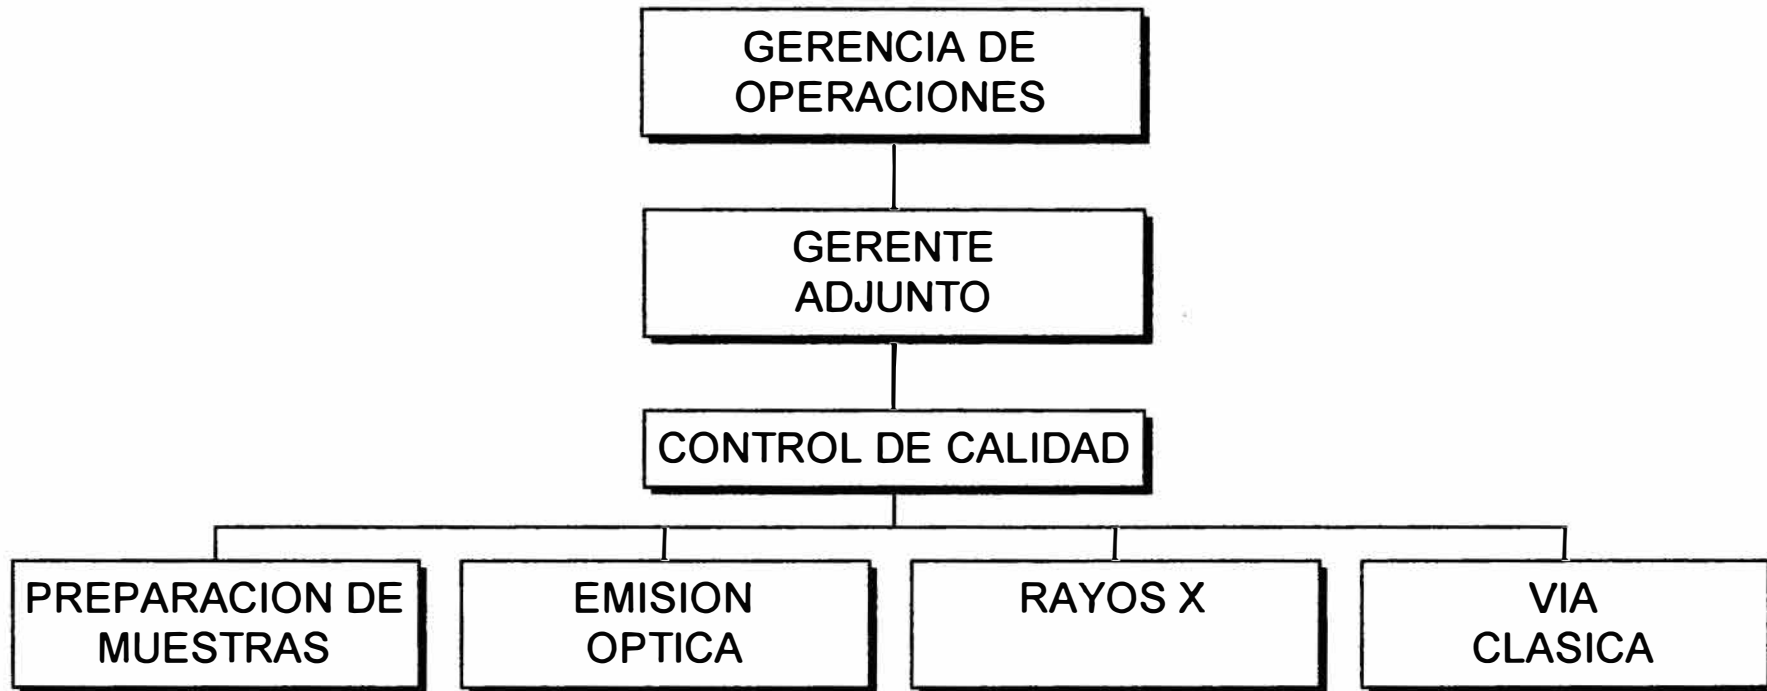 GERENCIA DE
OPERACIONES
GERENTE
ADJUNTO
CONTROL DE CALIDAD
PREPARACION DE
MUESTRAS
EMISION
OPTICA
RAYOS X
VIA
CLASICA